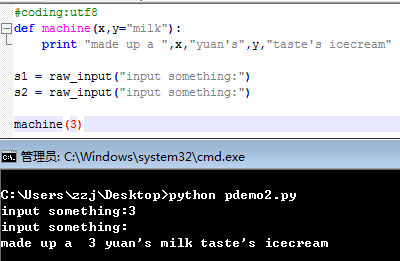 #coding:utf8
def machine(x,y="milk"):
print "made up a ",x,"yuan's",y,"taste's icecream"
s1 = raw_input("input something:")
s2 = raw_input("input something:")
machine(3)
管理员: C:\Windows\system32\cmd.exe
C:\Users\zzj\Desktop>python pdemo2.py
input something:3
input something:
made up a  3 yuan's milk taste's icecream